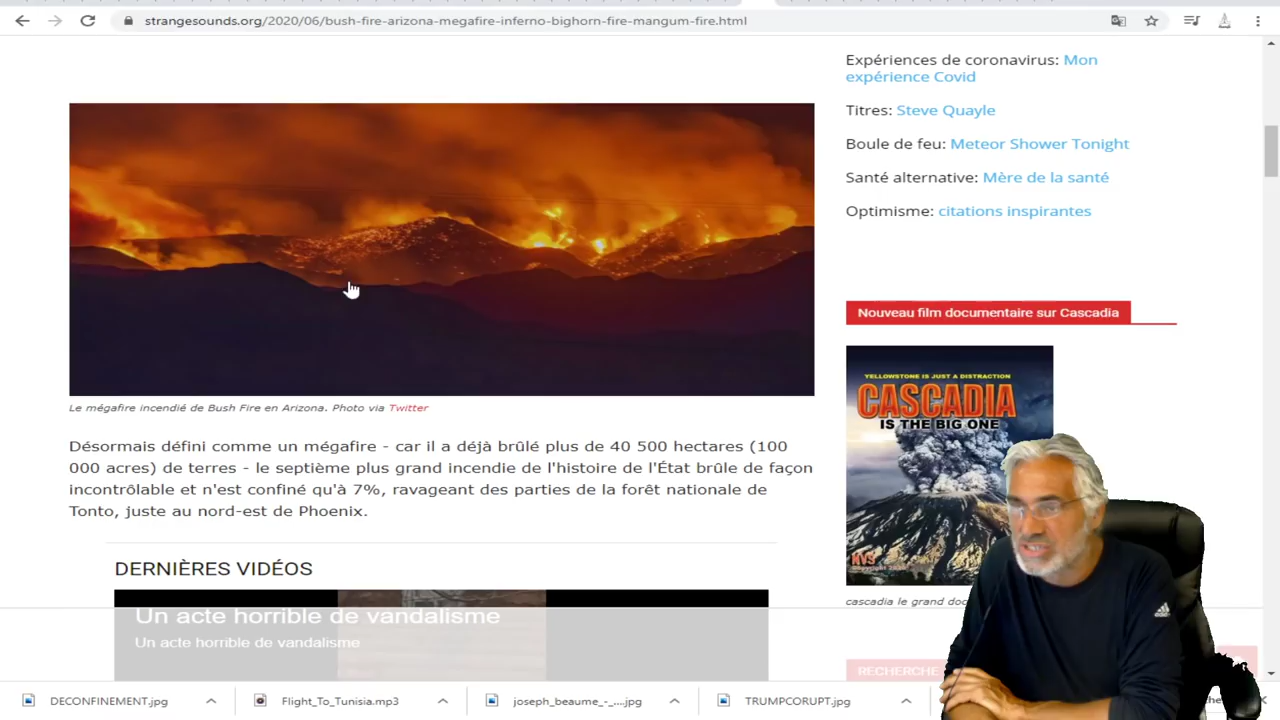 strangesounds.org/2020/06/bush-fire-arizona-megafire-inferno-bighorn-fire-mangum-fire.html
Le mégafire incendié de Bush Fire en Arizona. Photo via Twitter
Désormais défini comme un mégafire - car il a déjà brûlé plus de 40 500 hectares (100
000 acres) de terres - le septième plus grand incendie de l'histoire de l'État brûle de façon
incontrôlable et n'est confiné qu'à 7%, ravageant des parties de la forêt nationale de
Tonto, juste au nord-est de Phoenix.
DERNIÈRES VIDÉOS
Un acte horrible de vandalisme
Un acte horrible de vandalisme
Expériences de coronavirus: Mon
expérience Covid
Titres: Steve Quayle
Boule de feu: Meteor Shower Tonight
Santé alternative: Mère de la santé
Optimisme: citations inspirantes
Nouveau film documentaire sur Cascadia
YELLOWSTONE IS JUST A DISTRACTION
CASCADIA
IS THE BIG ONE
cascadia le grand
RECHERCHE
adidas
DECONFINEMENT.jpg
Flight_To_Tunisia.mp3
joseph_beaume_-_....jpg
TRUMPCORUPT.jpg